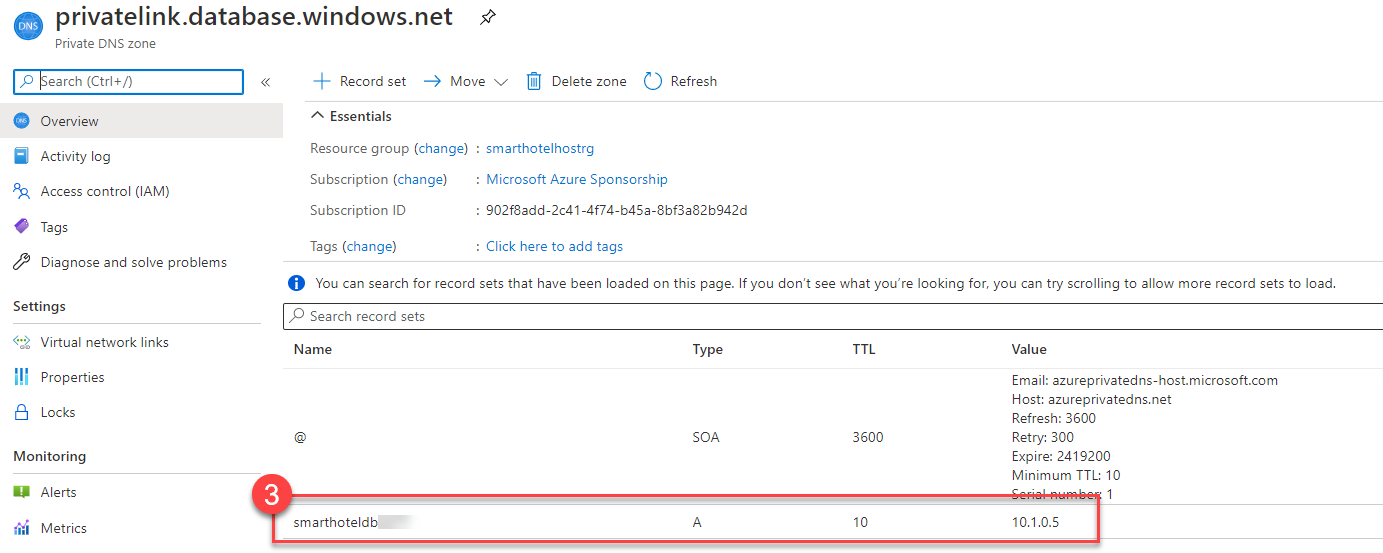 privatelink.database.windows.net
DNS
Private DNS zone
Search (Ctrl+/)
«
Record set
Move
Delete zone
Refresh
DNS Overview
Activity log
Access control (IAM)
Tags
Diagnose and solve problems
Settings
Virtual network links
Properties
Locks
Monitoring
Alerts
Metrics
Essentials
Resource group (change) : smarthotelhostrg
Subscription (change) : Microsoft Azure Sponsorship
Subscription ID : 902f8add-2c41-4f74-b45a-8bf3a82b942d
Tags (change) : Click here to add tags
You can search for record sets that have been loaded on this page. If you don't see what you're looking for, you can try scrolling to allow more record sets to load.
Search record sets
Name Type TTL Value
Email: azureprivatedns-host.microsoft.com
Host: azureprivatedns.net
Refresh: 3600
Retry: 300
@ SOA 3600
Expire: 2419200
Minimum TTL: 10
Serial number: 1
3
smarthoteldb A 10 10.1.0.5